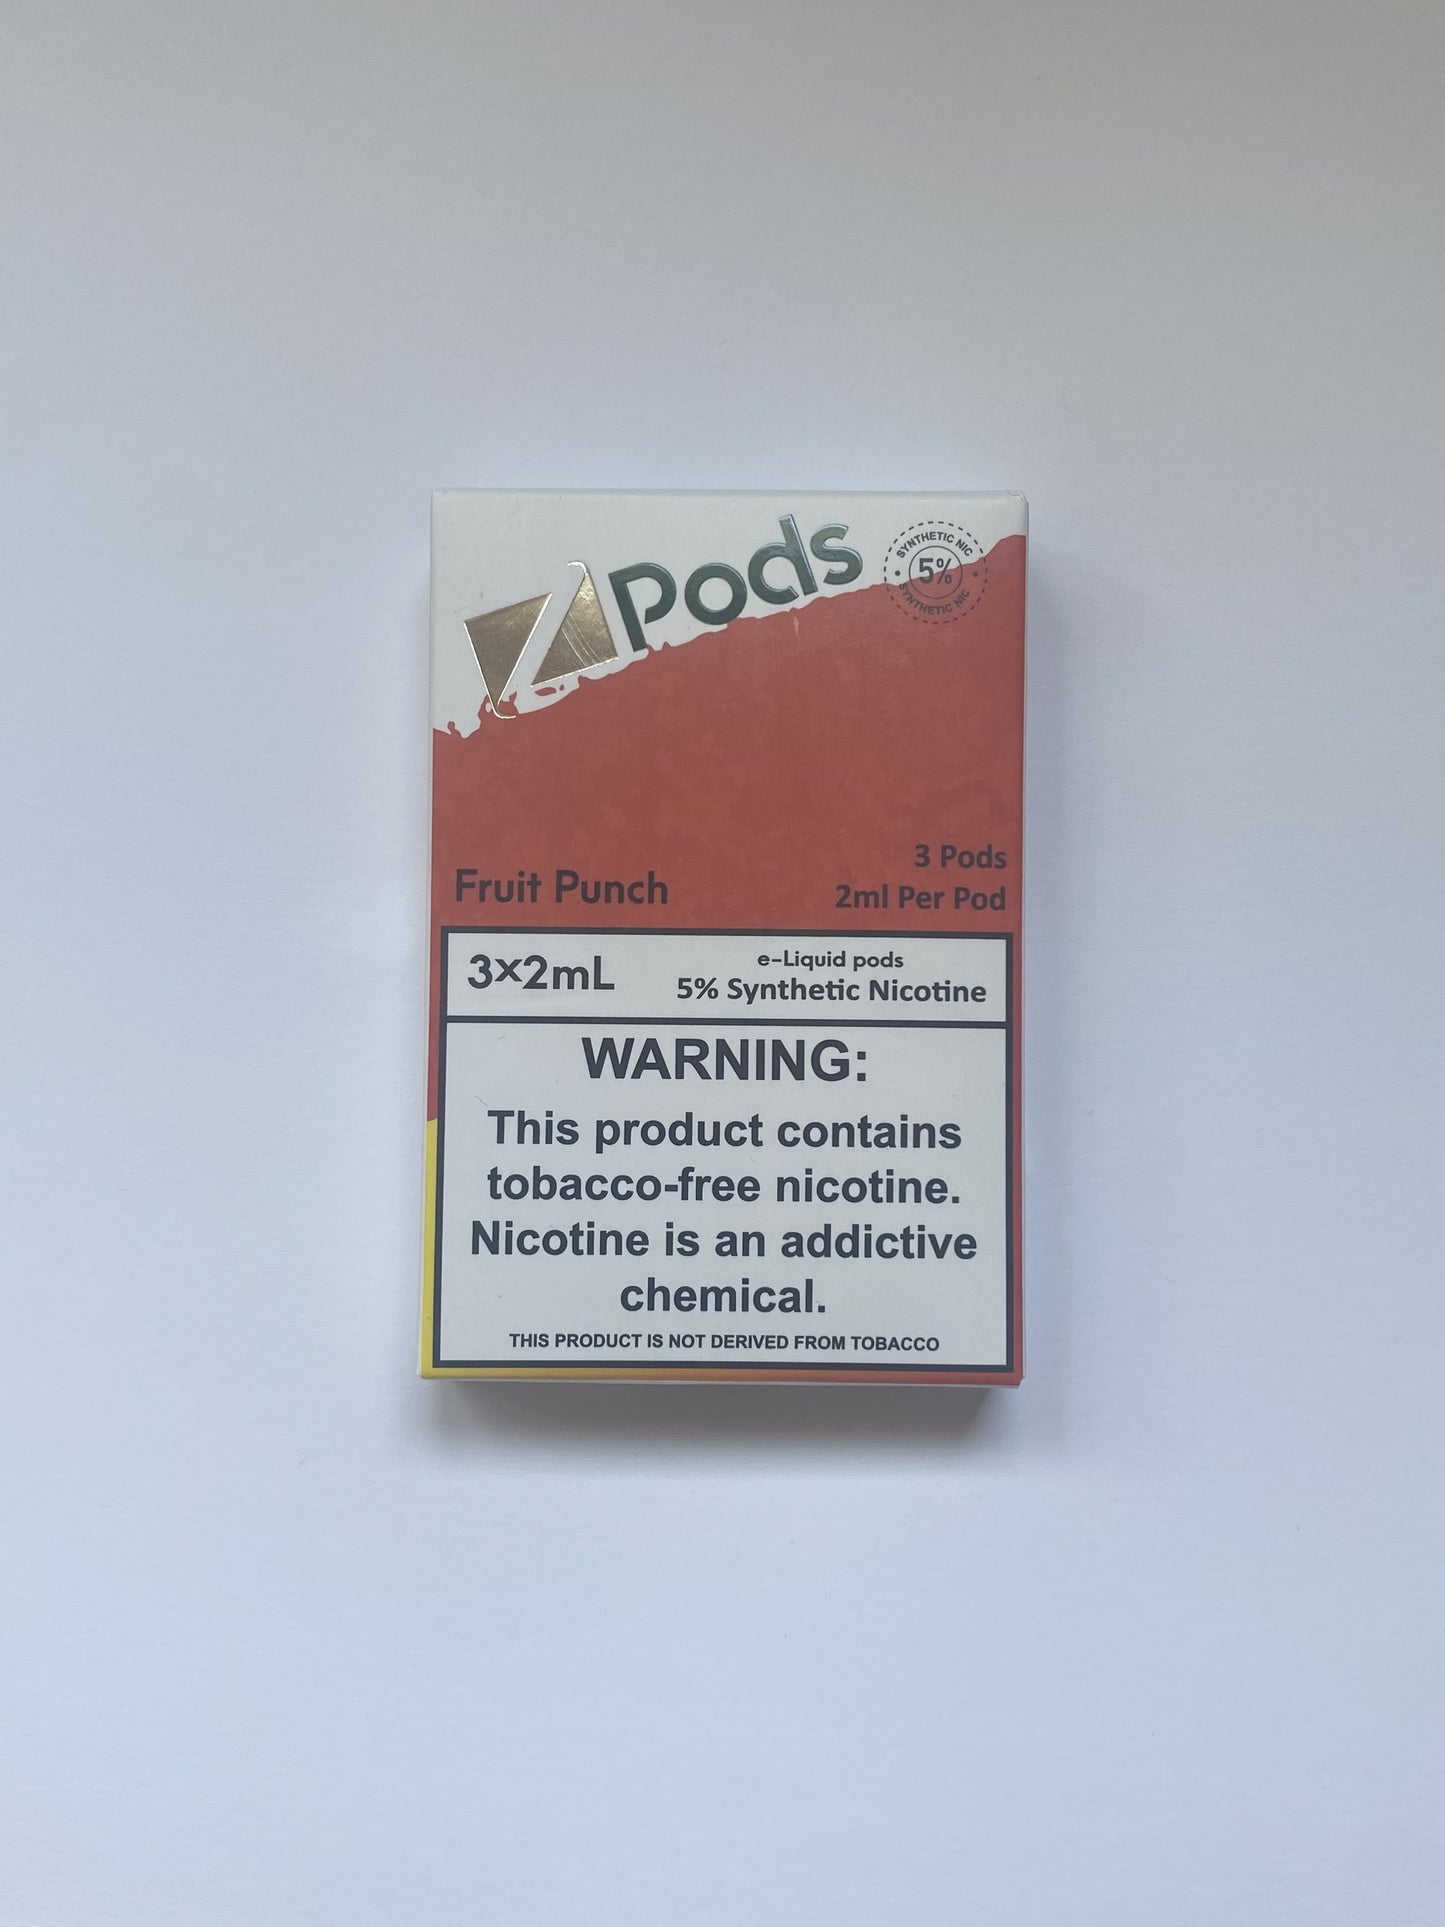 Z Pods
SYNTHETIC NIC
5%
SYNTHETIC NIC
3 Pods
Fruit Punch
2ml Per Pod
3×2mL
e-Liquid pods
5% Synthetic Nicotine
WARNING:
This product contains
tobacco-free nicotine.
Nicotine is an addictive
chemical.
THIS PRODUCT IS NOT DERIVED FROM TOBACCO